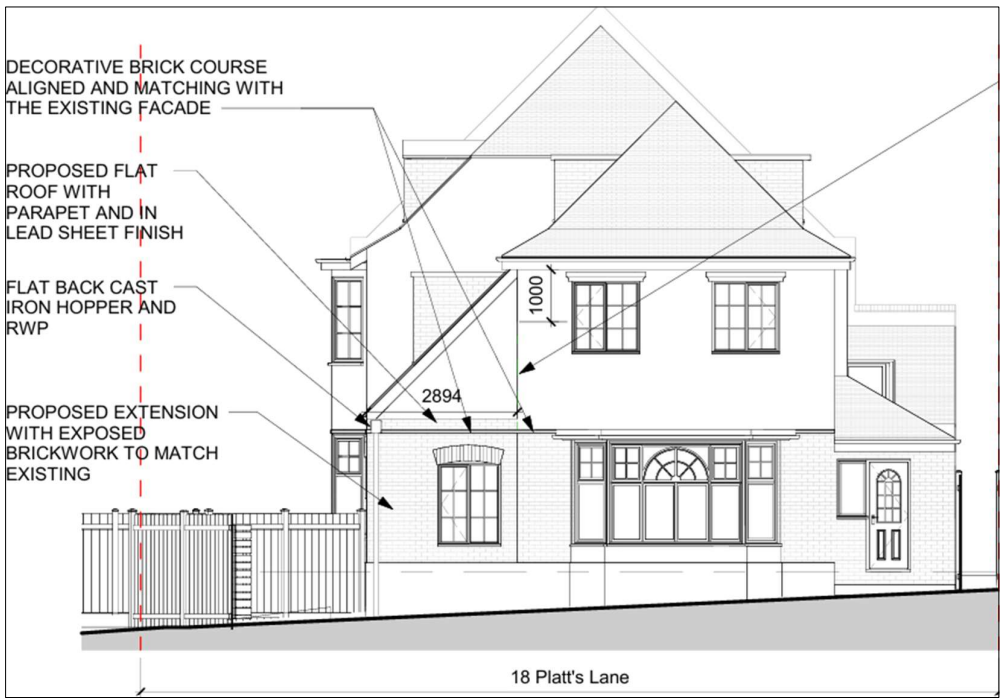 DECORATIVE BRICK COURSE
ALIGNED AND MATCHING WITH
THE EXISTING FACADE
PROPOSED FLAT
ROOF WITH
PARAPET AND IN
LEAD SHEET FINISH
FLAT BACK CAST
IRON HOPPER AND
RWP
1000
2894
PROPOSED EXTENSION
WITH EXPOSED
BRICKWORK TO MATCH
EXISTING
18 Platt's Lane